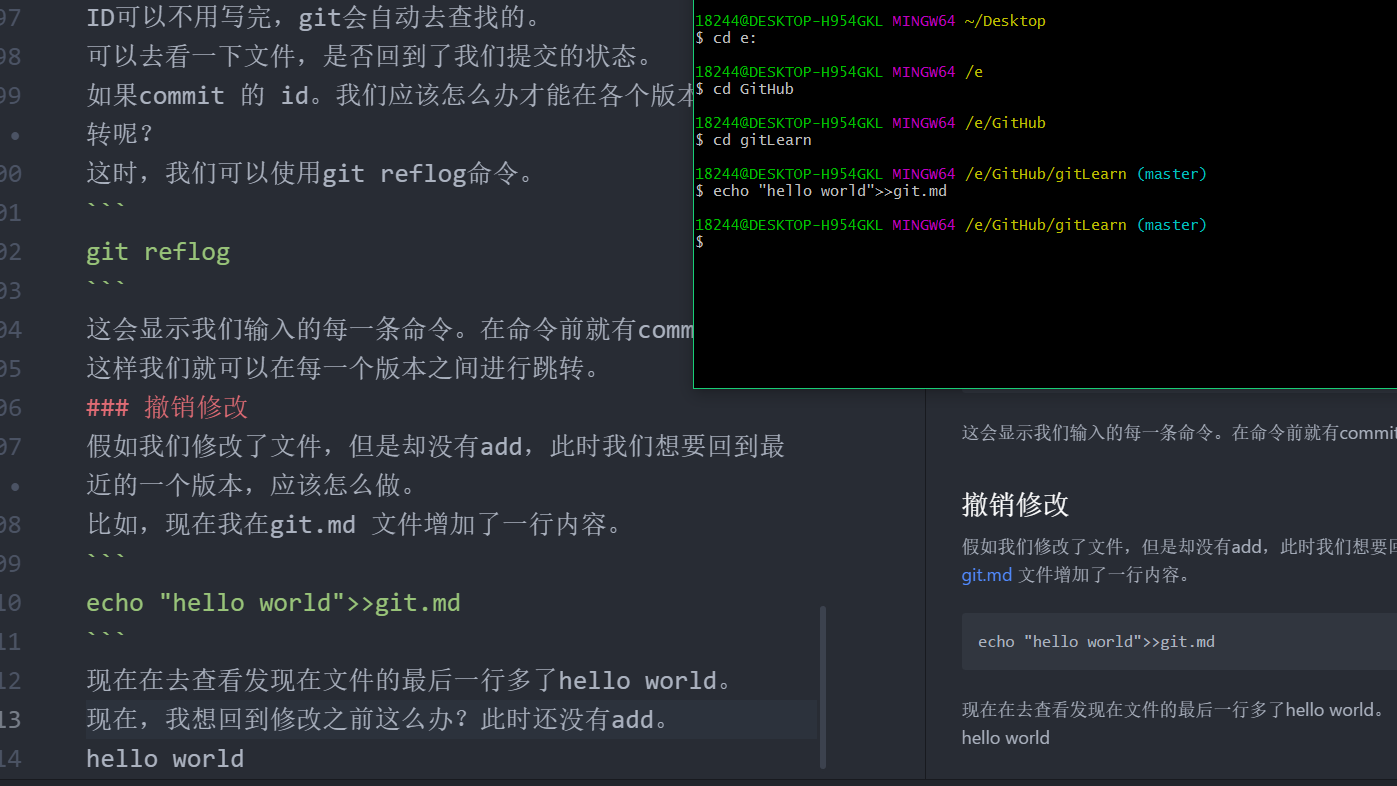 97 ID可以不用写完，git会自动去查找的。
98 可以去看一下文件，是否回到了我们提交的状态。
99 如果commit 的 id。我们应该怎么办才能在各个版本
• 转呢？
00 这时，我们可以使用git reflog命令。
01 ```
02 git reflog
03 ```
04 这会显示我们输入的每一条命令。在命令前就有comm
05 这样我们就可以在每一个版本之间进行跳转。
06 ### 撤销修改
07 假如我们修改了文件，但是却没有add，此时我们想要回到最
• 近的一个版本，应该怎么做。
08 比如，现在我在git.md 文件增加了一行内容。
09 ```
10 echo "hello world">>git.md
11 ```
12 现在在去查看发现在文件的最后一行多了hello world。
13 现在，我想回到修改之前这么办？此时还没有add。
14 hello world
18244@DESKTOP-H954GKL MINGW64 ~/Desktop
$ cd e:
18244@DESKTOP-H954GKL MINGW64 /e
$ cd GitHub
18244@DESKTOP-H954GKL MINGW64 /e/GitHub
$ cd gitLearn
18244@DESKTOP-H954GKL MINGW64 /e/GitHub/gitLearn (master)
$ echo "hello world">>git.md
18244@DESKTOP-H954GKL MINGW64 /e/GitHub/gitLearn (master)
$
这会显示我们输入的每一条命令。在命令前就有commit
撤销修改
假如我们修改了文件，但是却没有add，此时我们想要回
git.md 文件增加了一行内容。
echo "hello world">>git.md
现在在去查看发现在文件的最后一行多了hello world。
hello world